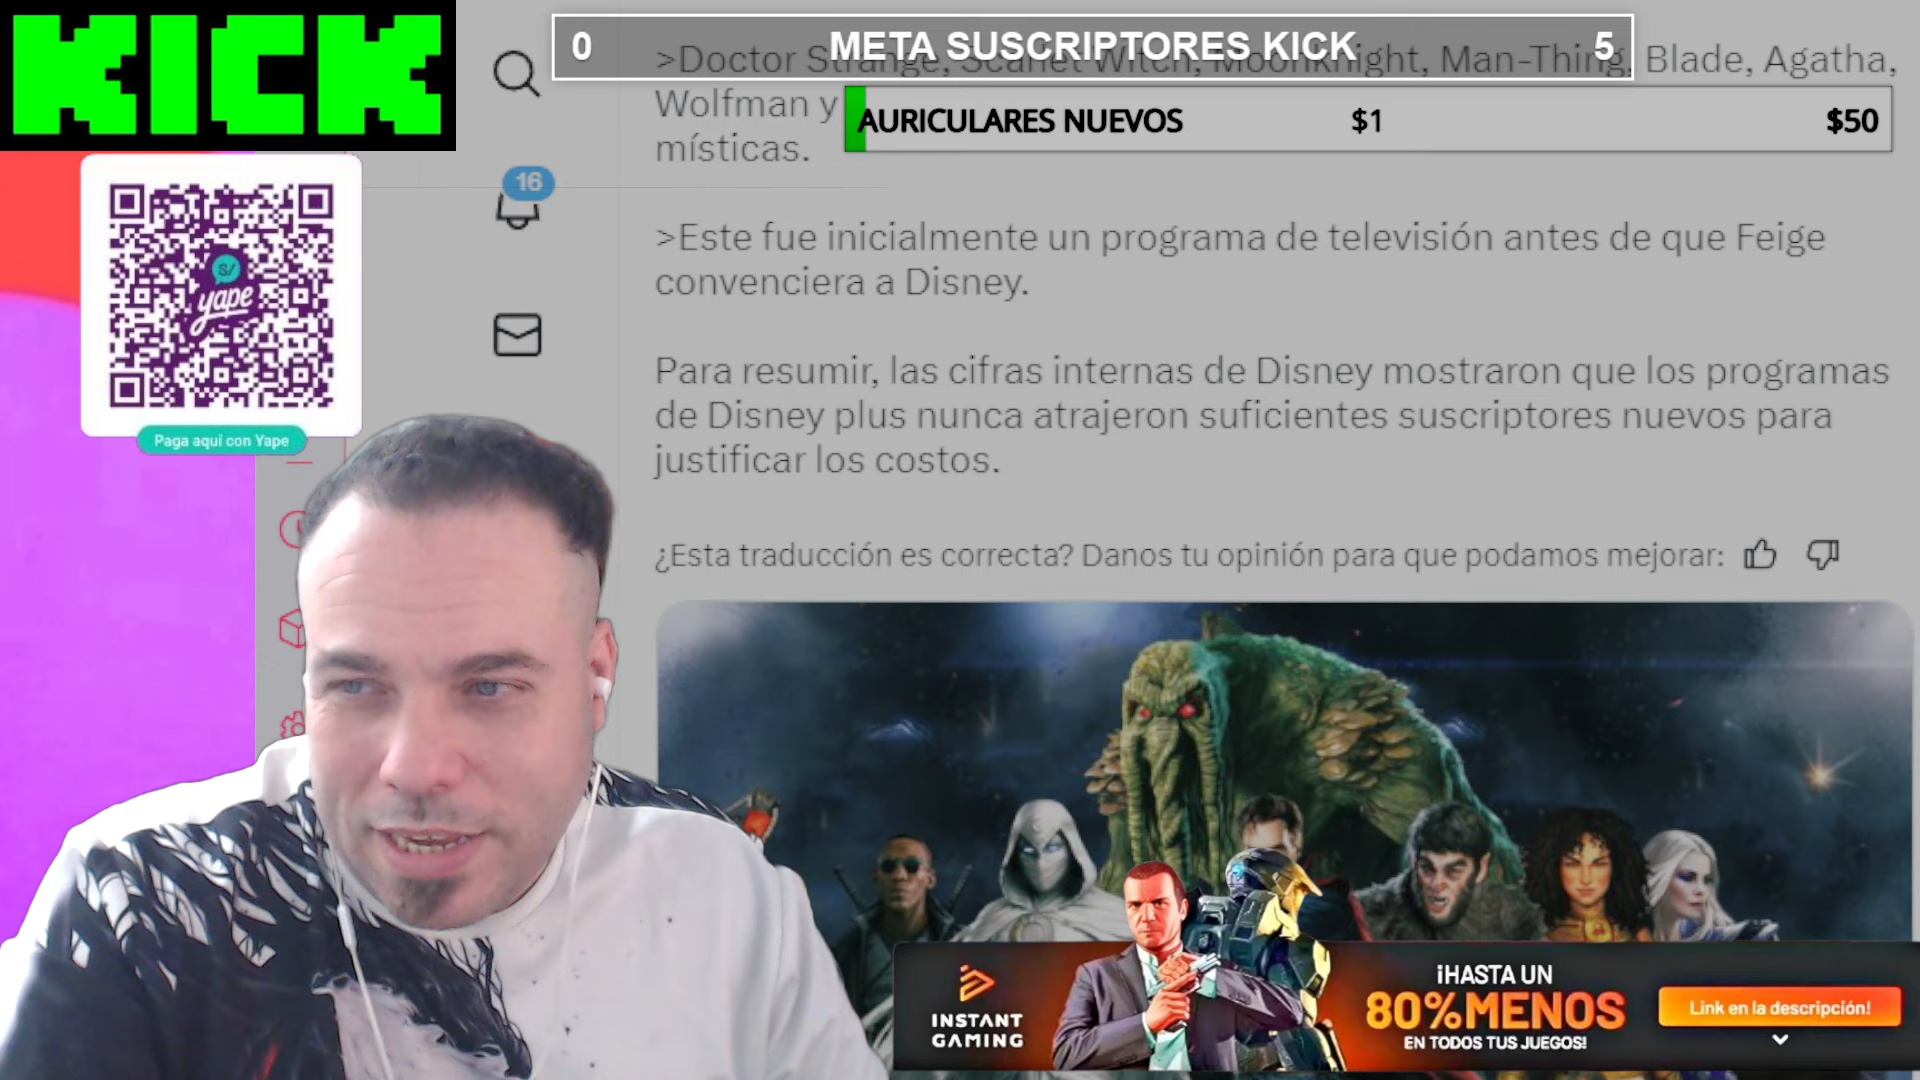 KICK
0 META SUSCRIPTORES KICK 5
>Doctor Strange, Scarlet Witch, Moonknight, Man-Thing, Blade, Agatha,
Wolfman y
AURICULARES NUEVOS $1 $50
místicas.
16
S/
yape
Paga aquí con Yape
>Este fue inicialmente un programa de televisión antes de que Feige
convenciera a Disney.
Para resumir, las cifras internas de Disney mostraron que los programas
de Disney plus nunca atrajeron suficientes suscriptores nuevos para
justificar los costos.
¿Esta traducción es correcta? Danos tu opinión para que podamos mejorar:
INSTANT
GAMING
¡HASTA UN
80%MENOS
EN TODOS TUS JUEGOS!
Link en la descripción!